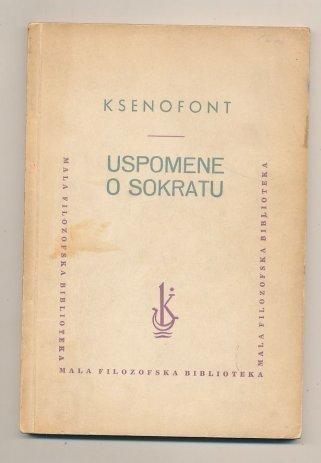 KSENOFONT
USPOMENE
O SOKRATU
MALA FILOZOFSKA BIBLIOTEKA
MALA FILOZOFSKA BIBLIOTEKA
MALA FILOZOFSKA BIBLIOTEKA
K